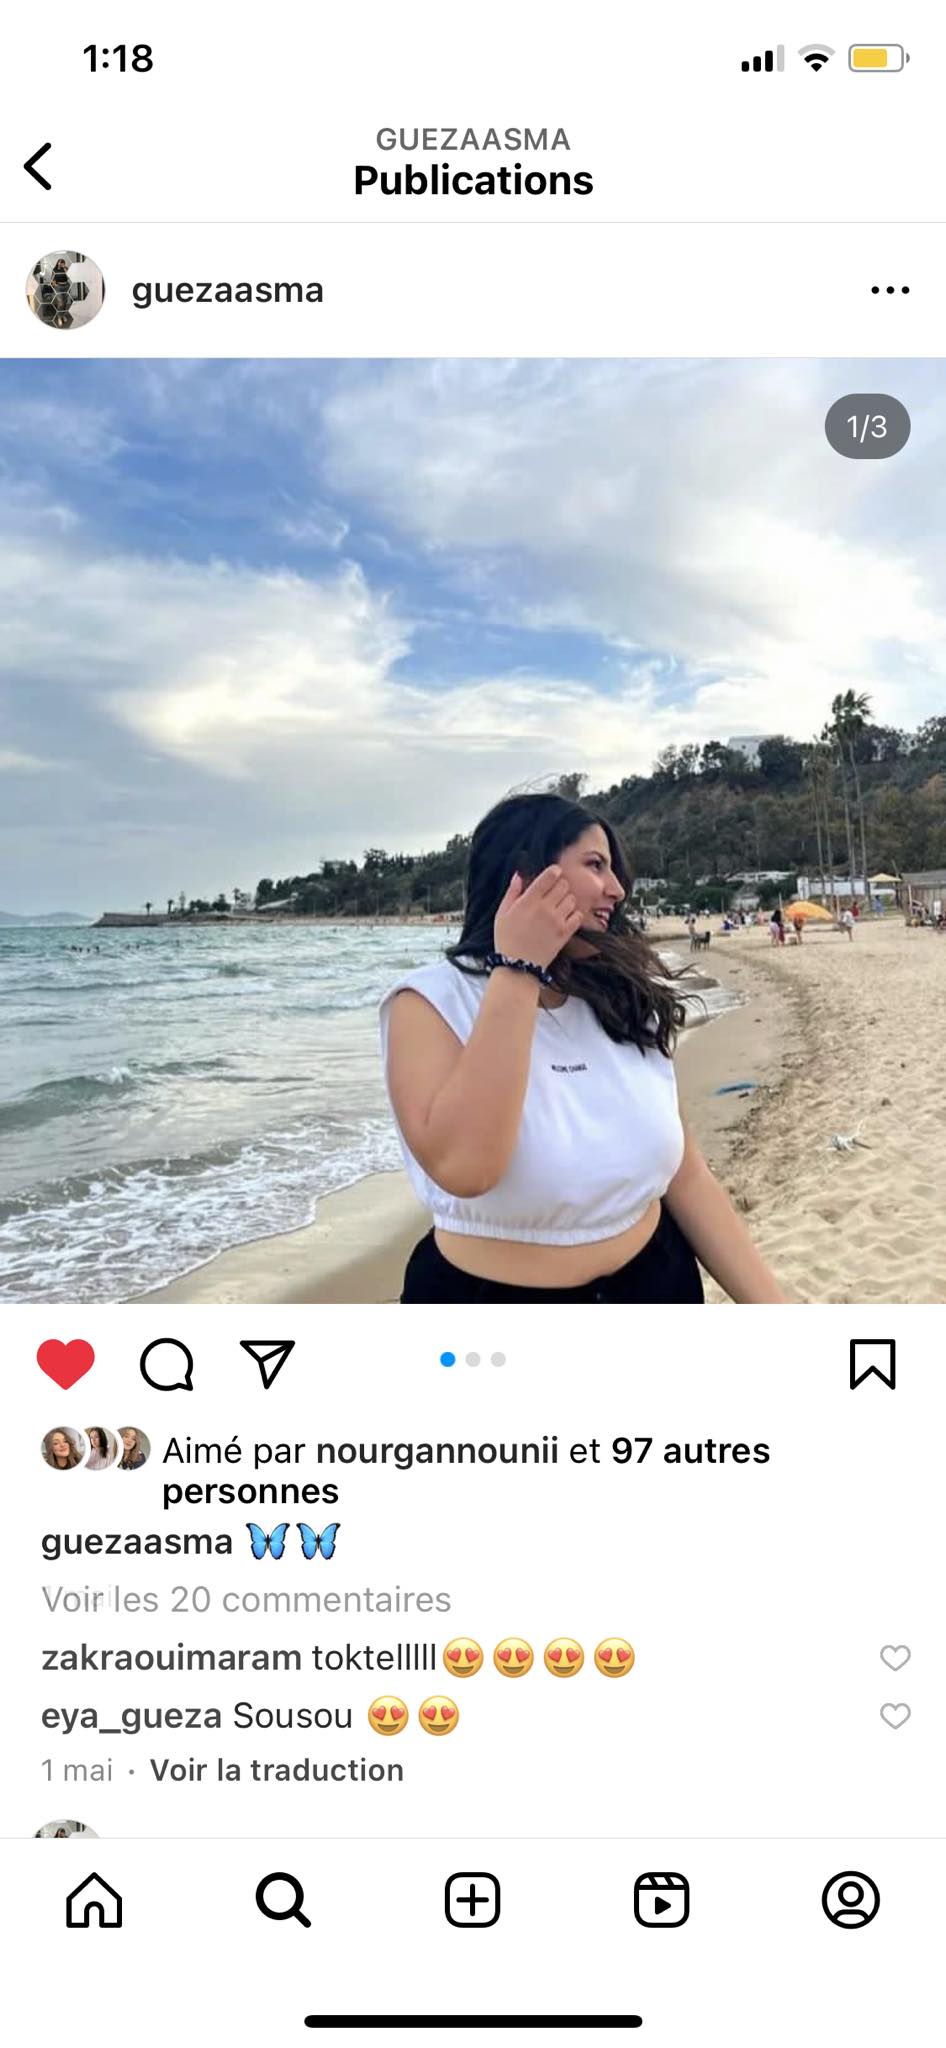 1:18
GUEZAASMA
Publications
guezaasma
1/3
Aimé par nourgannounii et 97 autres
personnes
guezaasma 🦋🦋
Voir les 20 commentaires
zakraouimaram toktelllll😍😍😍😍
eya_gueza Sousou 😍😍
1 mai · Voir la traduction